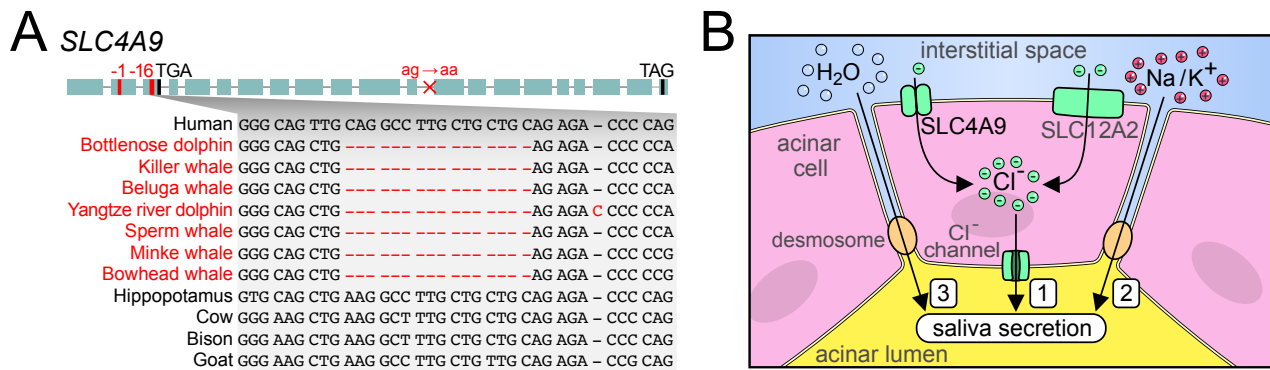 A SLC4A9
-1 -16 TGA ag→aa TAG
Human GGG CAG TTG CAG GCC TTG CTG CTG CAG AGA – CCC CAG
Bottlenose dolphin GGG CAG CTG ––– ––– ––– ––– ––– –AG AGA – CCC CCA
Killer whale GGG CAG CTG ––– ––– ––– ––– ––– –AG AGA – CCC CCA
Beluga whale GGG CAG CTG ––– ––– ––– ––– ––– –AG AGA – CCC CCA
Yangtze river dolphin GGG CAG CTG ––– ––– ––– ––– ––– –AG AGA C CCC CCA
Sperm whale GGG CAG CTG ––– ––– ––– ––– ––– –AG AGA – CCC CCA
Minke whale GGG CAG CTG ––– ––– ––– ––– ––– –AG AGA – CCC CCG
Bowhead whale GGG CAG CTG ––– ––– ––– ––– ––– –AG AGA – CCC CCG
Hippopotamus GTG CAG CTG AAG GCC TTG CTG CTG CAG AGA – CCC CAG
Cow GGG AAG CTG AAG GCT TTG CTG CTG CAG AGA – CCC CAG
Bison GGG AAG CTG AAG GCT TTG CTG CTG CAG AGA – CCC CAG
Goat GGG AAG CTG AAG GCC TTG CTG TTG CAG AGA – CCG CAG
B
interstitial space
H2O
Na/K+
SLC4A9
SLC12A2
acinar
cell
Cl-
desmosome
Cl-
channel
3
1
2
saliva secretion
acinar lumen